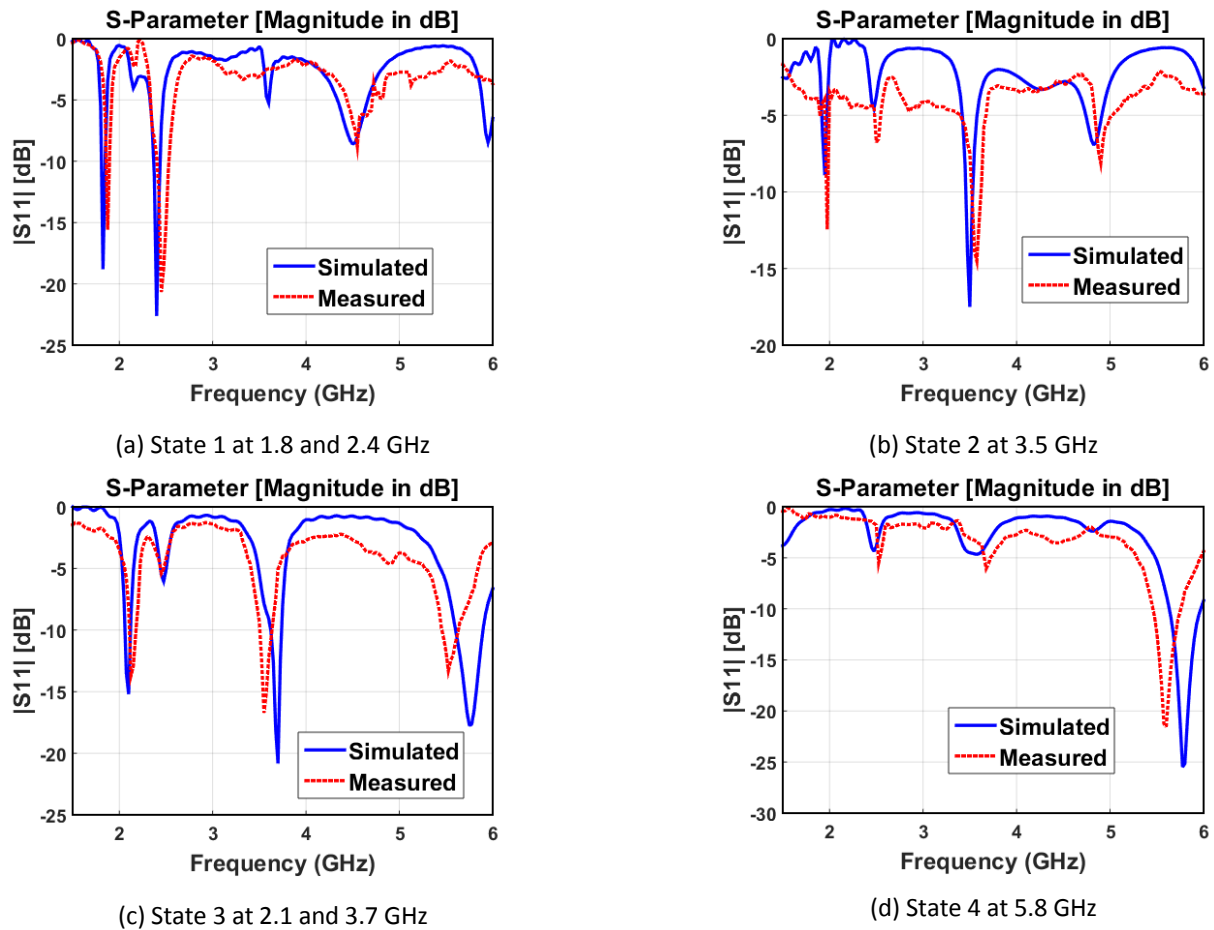 S-Parameter [Magnitude in dB]
0
-5
-10
-15
-20
-25
|S11| [dB]
Simulated
Measured
2 3 4 5 6
Frequency (GHz)
(a) State 1 at 1.8 and 2.4 GHz
S-Parameter [Magnitude in dB]
0
-5
-10
-15
-20
|S11| [dB]
Simulated
Measured
2 3 4 5 6
Frequency (GHz)
(b) State 2 at 3.5 GHz
S-Parameter [Magnitude in dB]
0
-5
-10
-15
-20
-25
|S11| [dB]
Simulated
Measured
2 3 4 5 6
Frequency (GHz)
(c) State 3 at 2.1 and 3.7 GHz
S-Parameter [Magnitude in dB]
0
-5
-10
-15
-20
-25
-30
|S11| [dB]
Simulated
Measured
2 3 4 5 6
Frequency (GHz)
(d) State 4 at 5.8 GHz